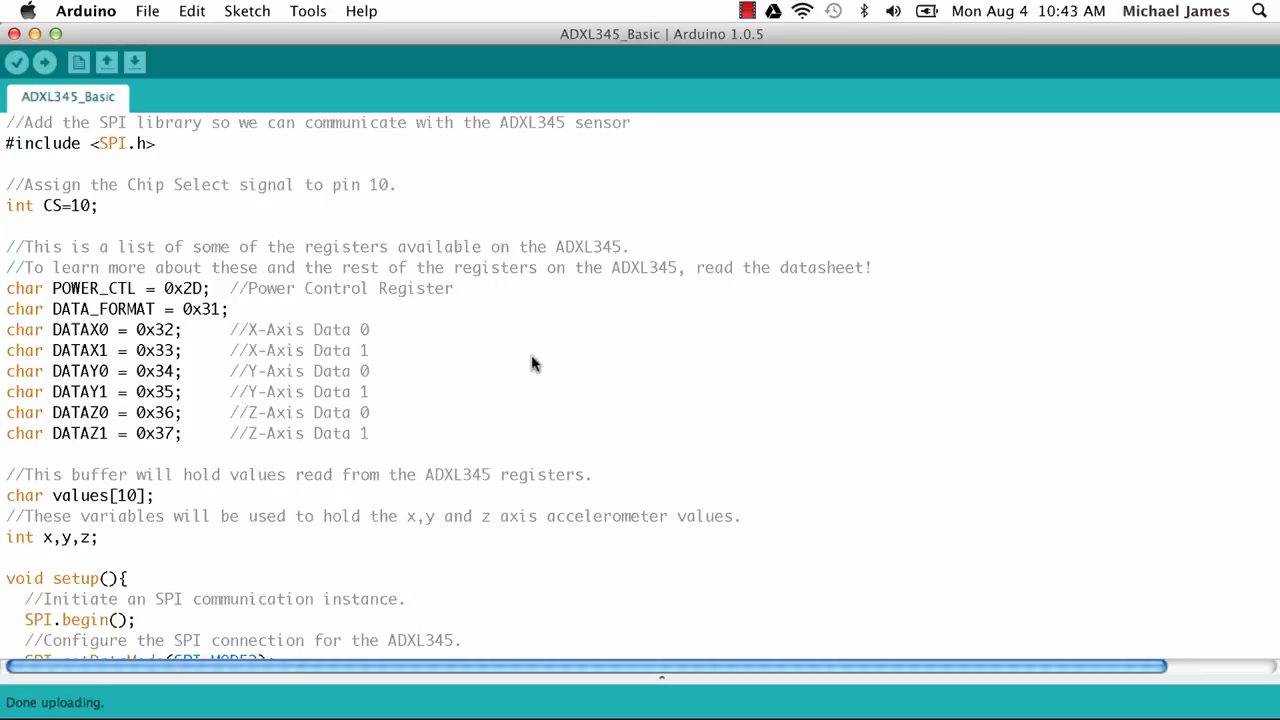 Arduino File Edit Sketch Tools Help Mon Aug 4 10:43 AM Michael James
ADXL345_Basic | Arduino 1.0.5
ADXL345_Basic
//Add the SPI library so we can communicate with the ADXL345 sensor
#include <SPI.h>
//Assign the Chip Select signal to pin 10.
int CS=10;
//This is a list of some of the registers available on the ADXL345.
//To learn more about these and the rest of the registers on the ADXL345, read the datasheet!
char POWER_CTL = 0x2D; //Power Control Register
char DATA_FORMAT = 0x31;
char DATAX0 = 0x32; //X-Axis Data 0
char DATAX1 = 0x33; //X-Axis Data 1
char DATAY0 = 0x34; //Y-Axis Data 0
char DATAY1 = 0x35; //Y-Axis Data 1
char DATAZ0 = 0x36; //Z-Axis Data 0
char DATAZ1 = 0x37; //Z-Axis Data 1
//This buffer will hold values read from the ADXL345 registers.
char values[10];
//These variables will be used to hold the x,y and z axis accelerometer values.
int x,y,z;
void setup(){
//Initiate an SPI communication instance.
SPI.begin();
//Configure the SPI connection for the ADXL345.
Done uploading.